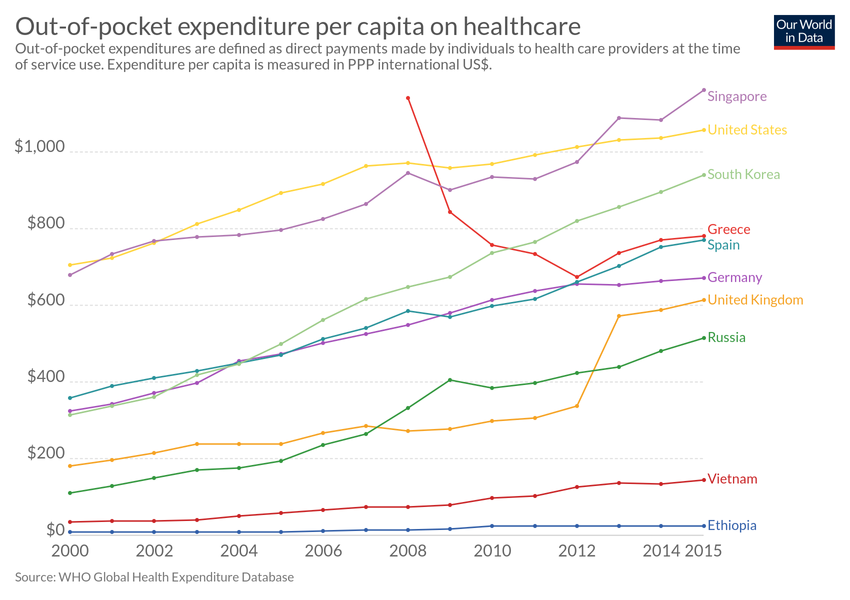 Out-of-pocket expenditure per capita on healthcare
Our World
in Data
Out-of-pocket expenditures are defined as direct payments made by individuals to health care providers at the time
of service use. Expenditure per capita is measured in PPP international US$.
Singapore
United States
$1,000
South Korea
$800
Greece
Spain
Germany
$600
United Kingdom
Russia
$400
$200
Vietnam
Ethiopia
$0
2000 2002 2004 2006 2008 2010 2012 2014 2015
Source: WHO Global Health Expenditure Database